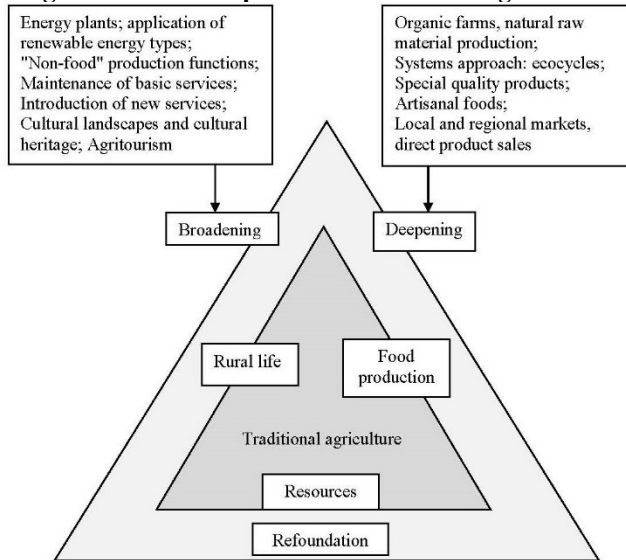 Energy plants; application of
renewable energy types;
"Non-food" production functions;
Maintenance of basic services;
Introduction of new services;
Cultural landscapes and cultural
heritage; Agritourism
Organic farms, natural raw
material production;
Systems approach: ecocycles;
Special quality products;
Artisanal foods;
Local and regional markets,
direct product sales
Broadening
Deepening
Rural life
Food
production
Traditional agriculture
Resources
Refoundation